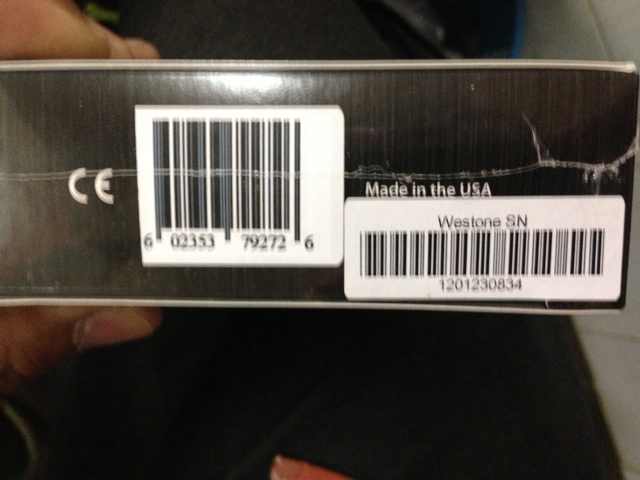 CE
6 02353 79272 6
Made in the USA
Westone SN
1201230834